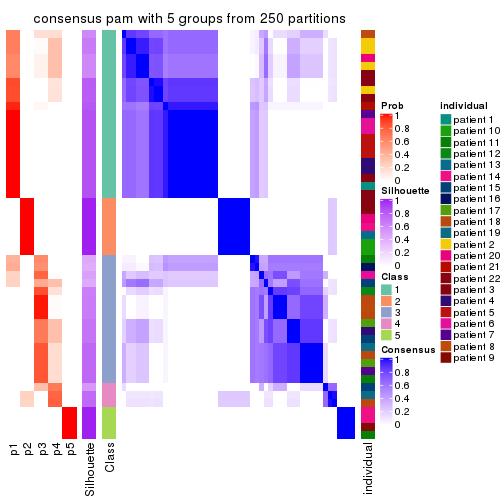 consensus pam with 5 groups from 250 partitions
Prob
1
0.8
0.6
0.4
0.2
0
Silhouette
1
0.8
0.6
0.4
0.2
0
Class
1
2
3
4
5
Consensus
1
0.8
0.6
0.4
0.2
0
individual
patient 1
patient 10
patient 11
patient 12
patient 13
patient 14
patient 15
patient 16
patient 17
patient 18
patient 19
patient 2
patient 20
patient 21
patient 22
patient 3
patient 4
patient 5
patient 6
patient 7
patient 8
patient 9
p1
p2
p3
p4
p5
Silhouette
Class
individual